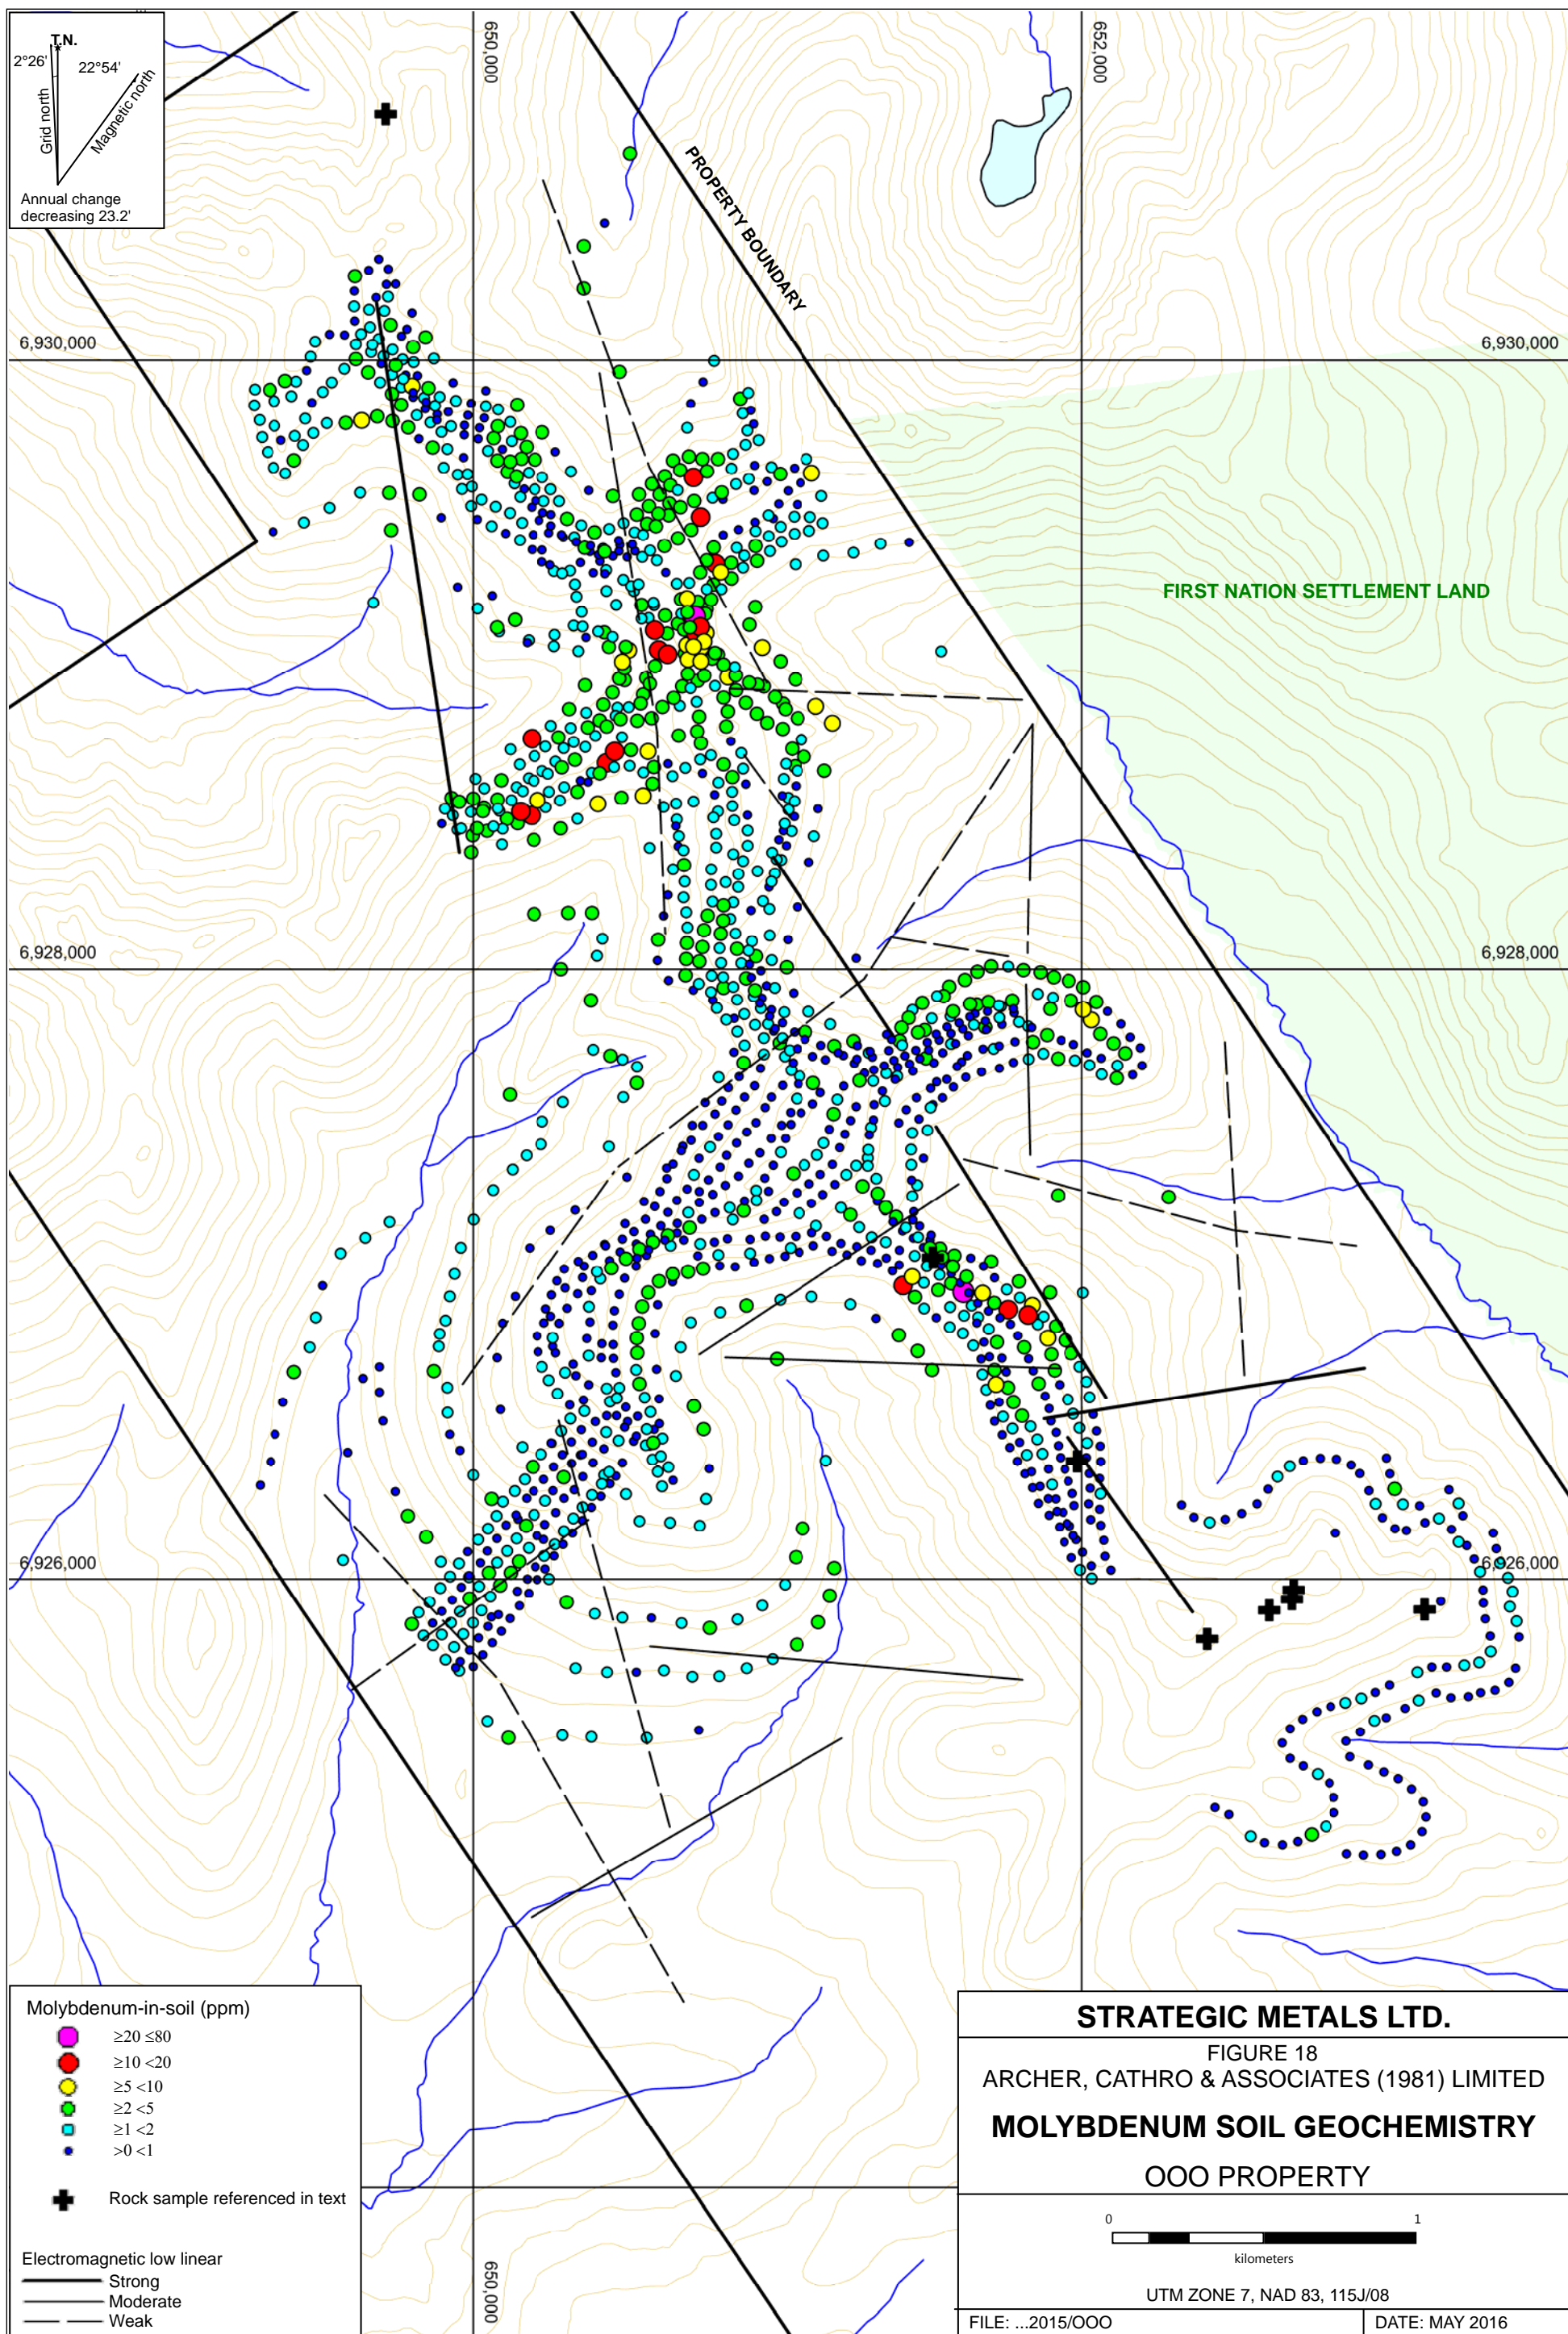 T.N.
2°26'
22°54'
Grid north
Magnetic north
Annual change
decreasing 23.2'
650,000
652,000
PROPERTY BOUNDARY
6,930,000
6,930,000
FIRST NATION SETTLEMENT LAND
6,928,000
6,928,000
6,926,000
6,926,000
650,000
Molybdenum-in-soil (ppm)
≥20 ≤80
≥10 <20
≥5 <10
≥2 <5
≥1 <2
>0 <1
Rock sample referenced in text
Electromagnetic low linear
Strong
Moderate
Weak
STRATEGIC METALS LTD.
FIGURE 18
ARCHER, CATHRO & ASSOCIATES (1981) LIMITED
MOLYBDENUM SOIL GEOCHEMISTRY
OOO PROPERTY
0 1
kilometers
UTM ZONE 7, NAD 83, 115J/08
FILE: ...2015/OOO
DATE: MAY 2016